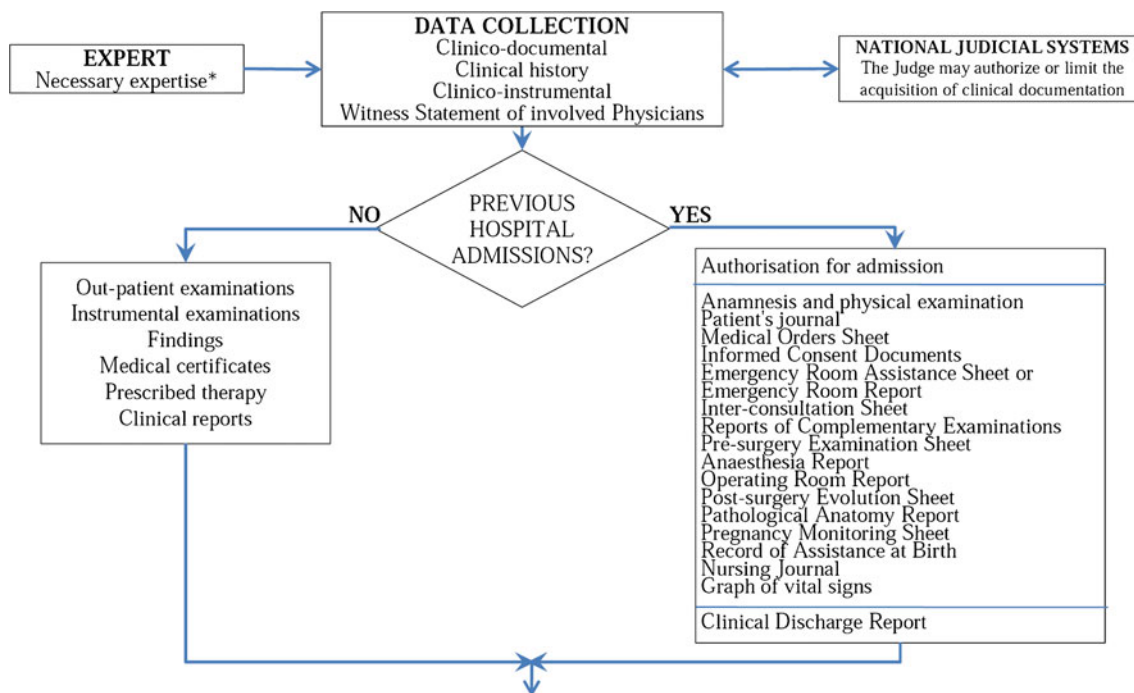 EXPERT
Necessary expertise*
DATA COLLECTION
Clinico-documental
Clinical history
Clinico-instrumental
Witness Statement of involved Physicians
NATIONAL JUDICIAL SYSTEMS
The Judge may authorize or limit the
acquisition of clinical documentation
PREVIOUS
HOSPITAL
ADMISSIONS?
NO
YES
Out-patient examinations
Instrumental examinations
Findings
Medical certificates
Prescribed therapy
Clinical reports
Authorisation for admission
Anamnesis and physical examination
Patient's journal
Medical Orders Sheet
Informed Consent Documents
Emergency Room Assistance Sheet or
Emergency Room Report
Inter-consultation Sheet
Reports of Complementary Examinations
Pre-surgery Examination Sheet
Anaesthesia Report
Operating Room Report
Post-surgery Evolution Sheet
Pathological Anatomy Report
Pregnancy Monitoring Sheet
Record of Assistance at Birth
Nursing Journal
Graph of vital signs
Clinical Discharge Report